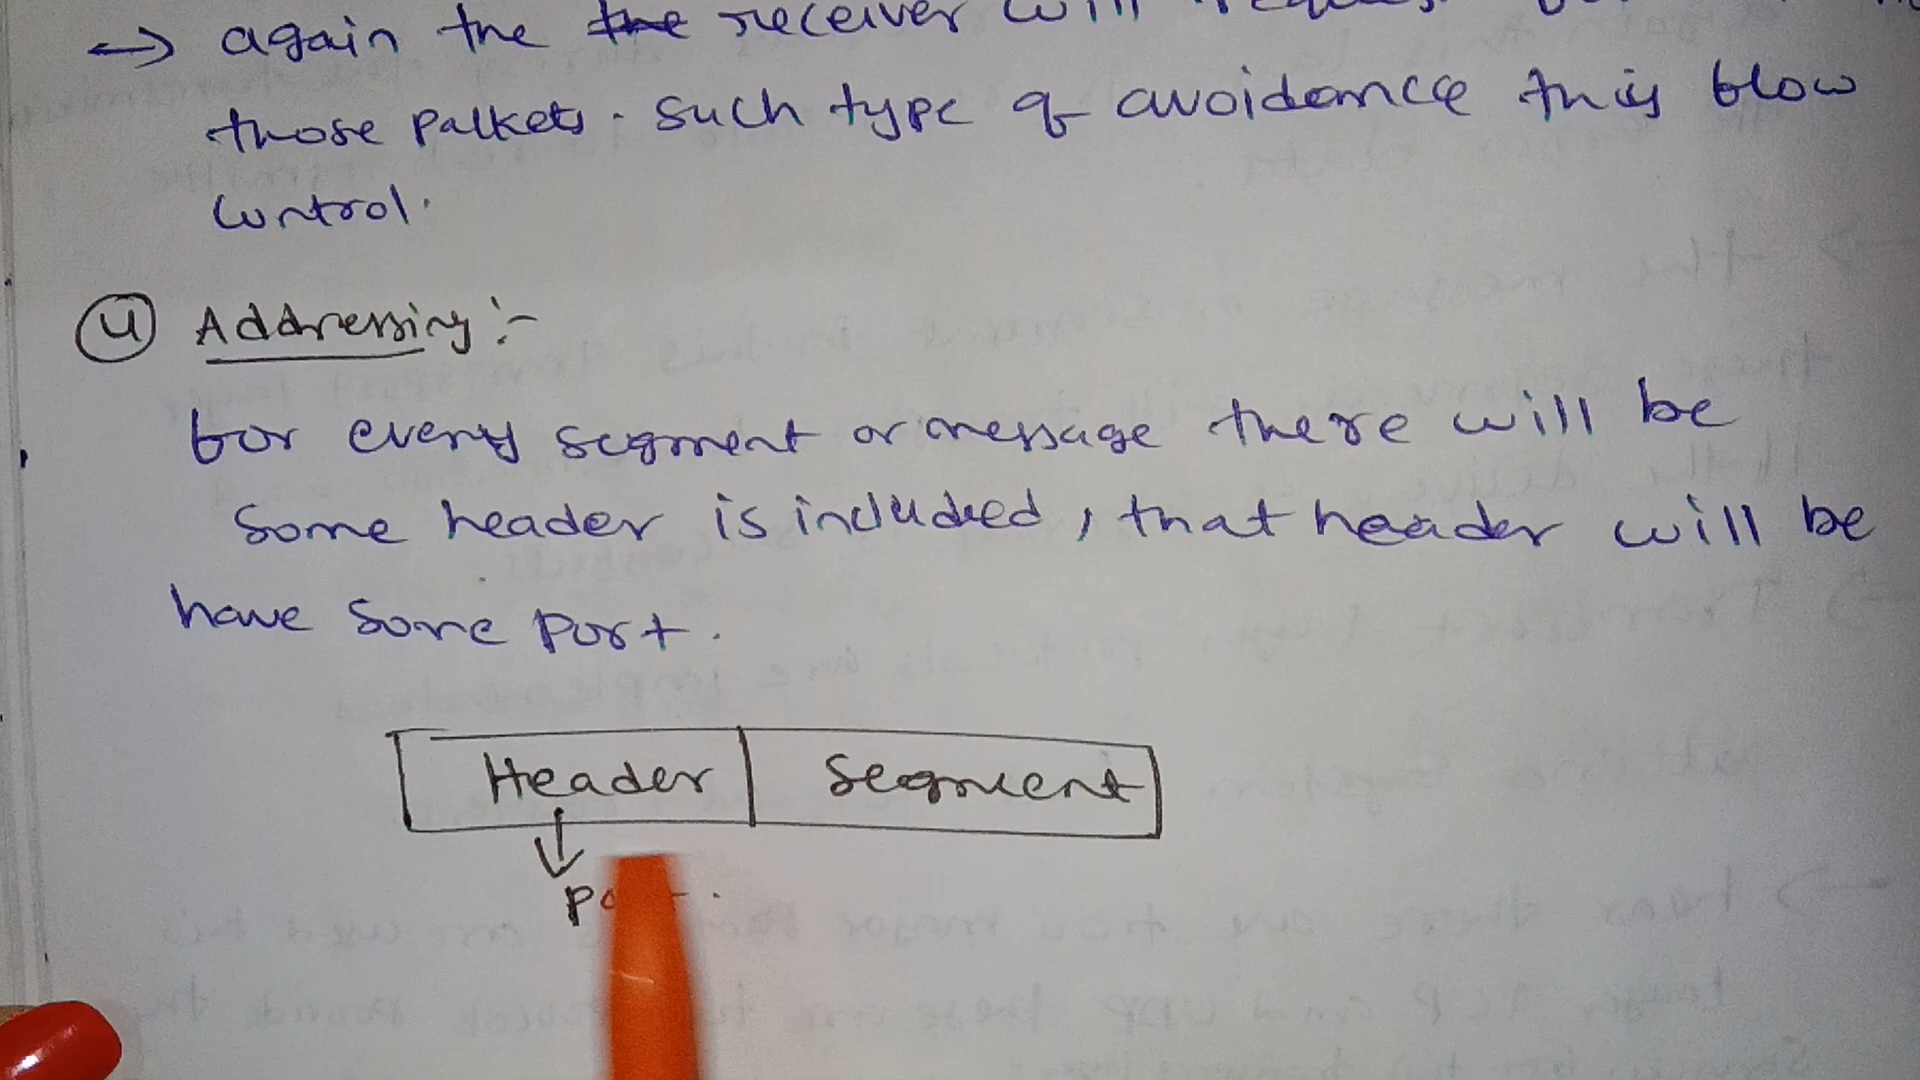 → again the the receiver will
those Palkets. Such type of avoidance this flow
control.
4 Addressing :-
for every segment or message there will be
some header is included, that header will be
have some port.
Header Segment